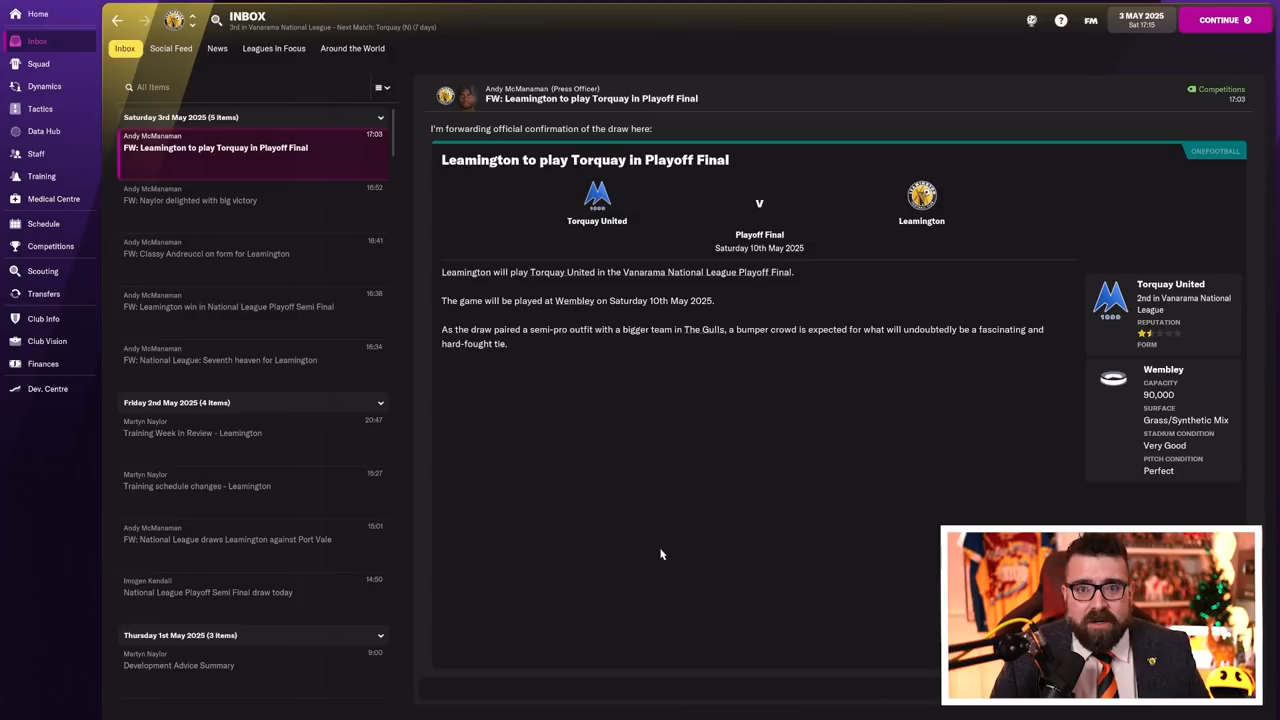 Home
Inbox
Squad
Dynamics
Tactics
Data Hub
Staff
Training
Medical Centre
Schedule
Competitions
Scouting
Transfers
Club Info
Club Vision
Finances
Dev. Centre
INBOX
3rd in Vanarama National League - Next Match: Torquay (N) (7 days)
FM
3 MAY 2025
Sat 17:15
CONTINUE
Inbox
Social Feed
News
Leagues in Focus
Around the World
All Items
Saturday 3rd May 2025 (5 items)
Andy McManaman 17:03
FW: Leamington to play Torquay in Playoff Final
Andy McManaman 16:52
FW: Naylor delighted with big victory
Andy McManaman 16:41
FW: Classy Andreucci on form for Leamington
Andy McManaman 16:38
FW: Leamington win in National League Playoff Semi Final
Andy McManaman 16:34
FW: National League: Seventh heaven for Leamington
Friday 2nd May 2025 (4 items)
Martyn Naylor 20:47
Training Week In Review - Leamington
Martyn Naylor 15:27
Training schedule changes - Leamington
Andy McManaman 15:01
FW: National League draws Leamington against Port Vale
Imogen Kendall 14:50
National League Playoff Semi Final draw today
Thursday 1st May 2025 (3 items)
Martyn Naylor 9:00
Development Advice Summary
Andy McManaman (Press Officer)
FW: Leamington to play Torquay in Playoff Final
Competitions
17:03
I'm forwarding official confirmation of the draw here:
Leamington to play Torquay in Playoff Final
ONEFOOTBALL
Torquay United
v
Leamington
Playoff Final
Saturday 10th May 2025
Leamington will play Torquay United in the Vanarama National League Playoff Final.
The game will be played at Wembley on Saturday 10th May 2025.
As the draw paired a semi-pro outfit with a bigger team in The Gulls, a bumper crowd is expected for what will undoubtedly be a fascinating and
hard-fought tie.
Torquay United
2nd in Vanarama National
League
REPUTATION
FORM
Wembley
CAPACITY
90,000
SURFACE
Grass/Synthetic Mix
STADIUM CONDITION
Very Good
PITCH CONDITION
Perfect